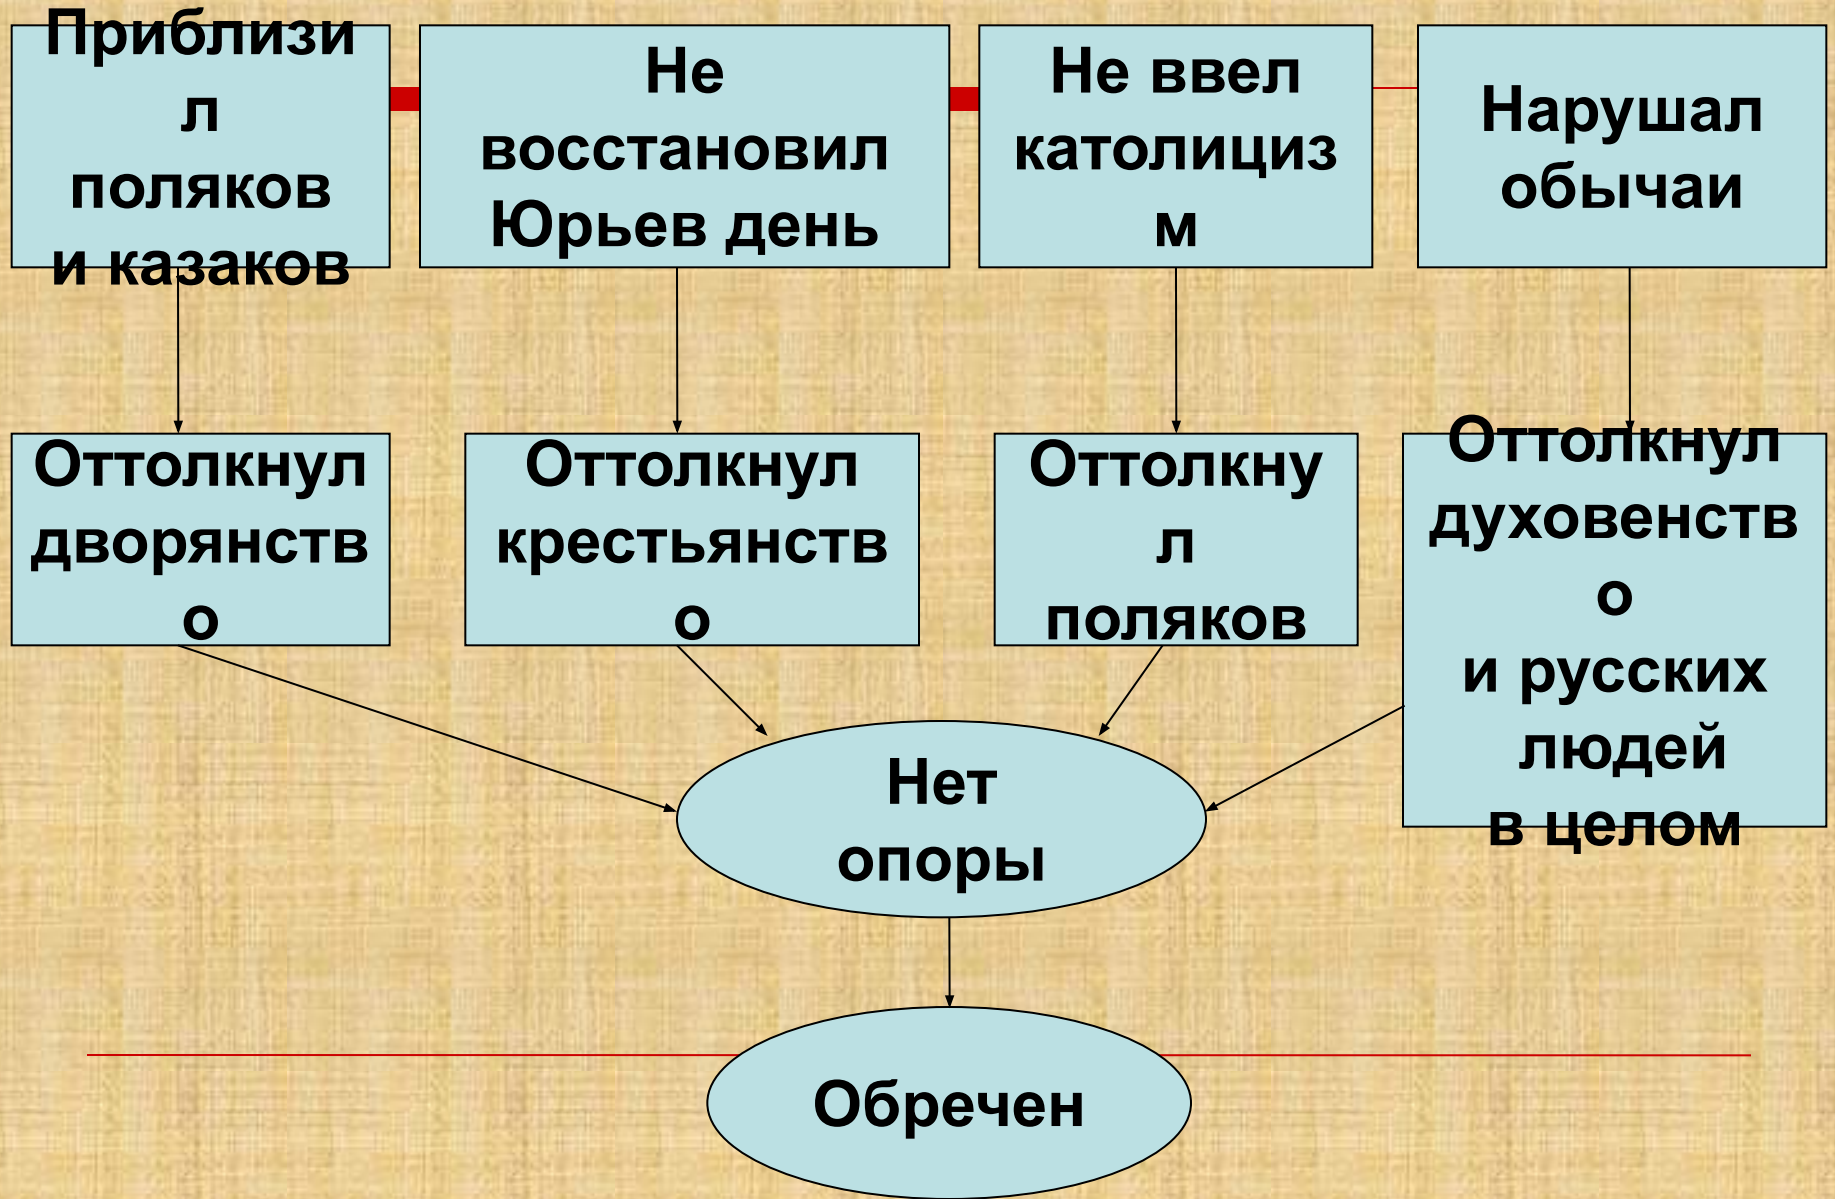 Приблизи
л
поляков
и казаков
Не
восстановил
Юрьев день
Не ввел
католициз
м
Нарушал
обычаи
Оттолкнул
дворянств
о
Оттолкнул
крестьянств
о
Оттолкну
л
поляков
Оттолкнул
духовенств
о
и русских
людей
в целом
Нет
опоры
Обречен